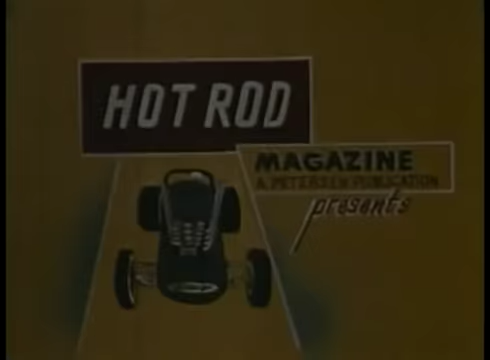 HOT ROD
MAGAZINE
A PETERSEN PUBLICATION
presents